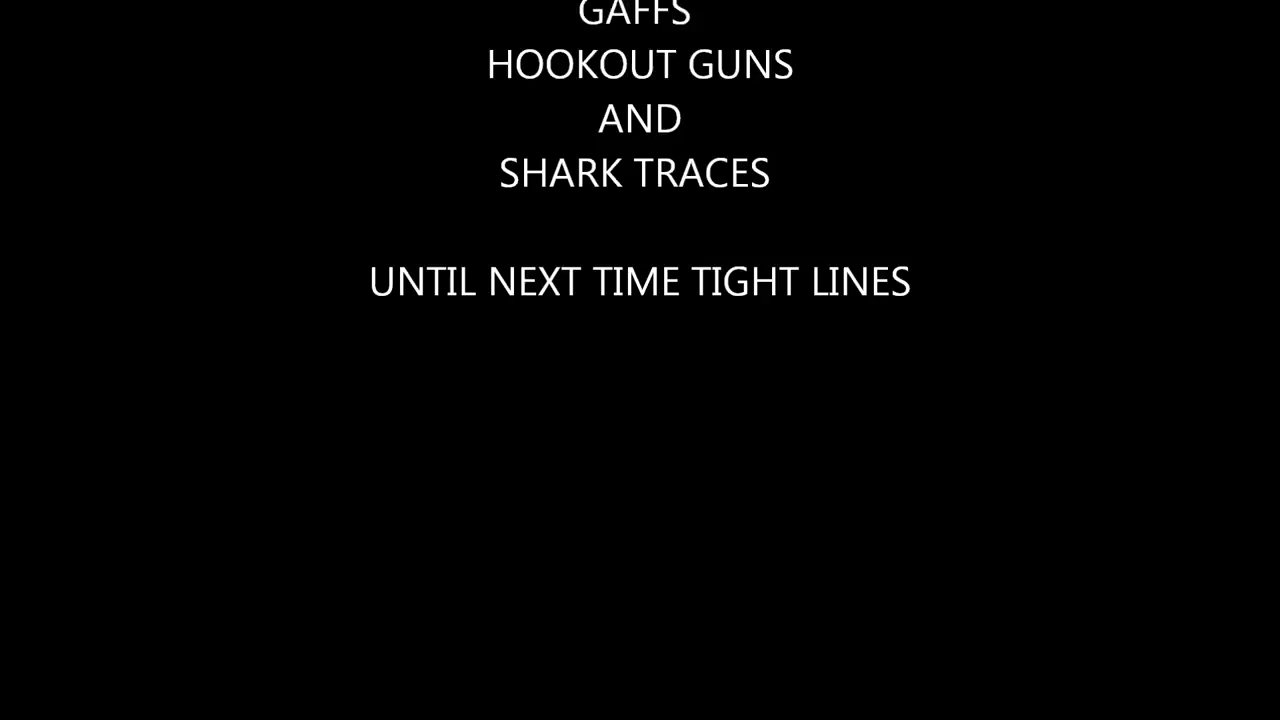 GAFFS
HOOKOUT GUNS
AND
SHARK TRACES
UNTIL NEXT TIME TIGHT LINES